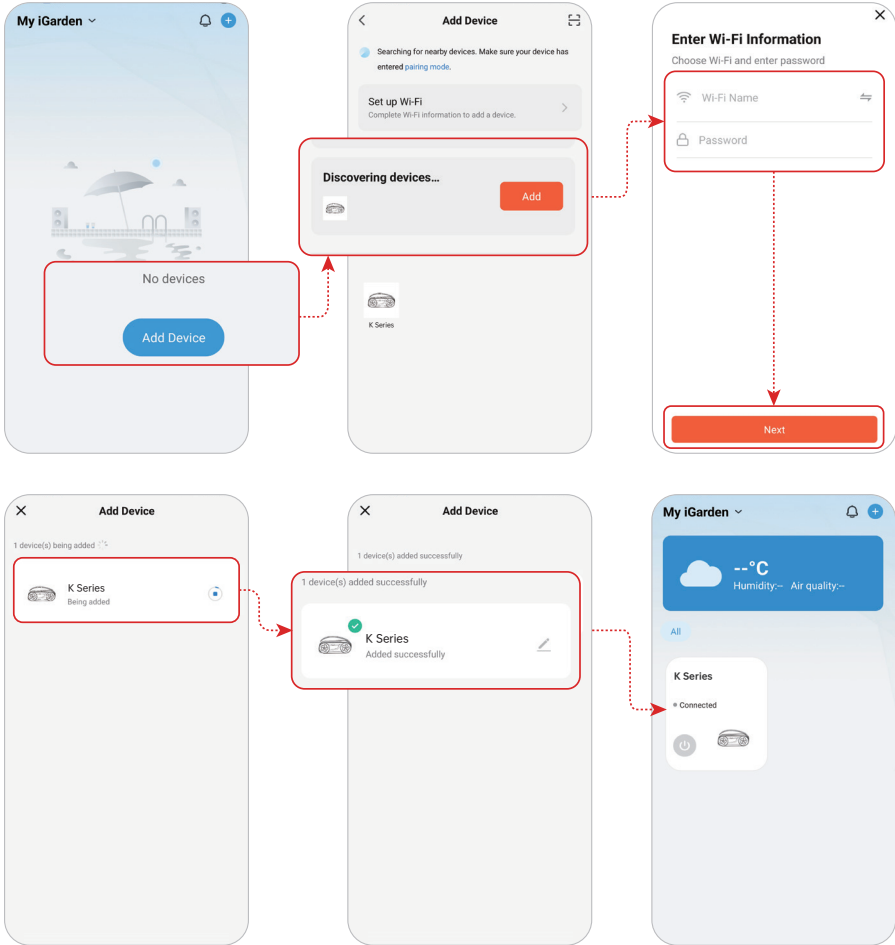 My iGarden
No devices
Add Device
Add Device
Searching for nearby devices. Make sure your device has
entered pairing mode.
Set up Wi-Fi
Complete Wi-Fi information to add a device.
Discovering devices...
Add
K Series
Enter Wi-Fi Information
Choose Wi-Fi and enter password
Wi-Fi Name
Password
Next
Add Device
1 device(s) being added
K Series
Being added
Add Device
1 device(s) added successfully
1 device(s) added successfully
K Series
Added successfully
My iGarden
--°C
Humidity:-- Air quality:--
All
K Series
Connected